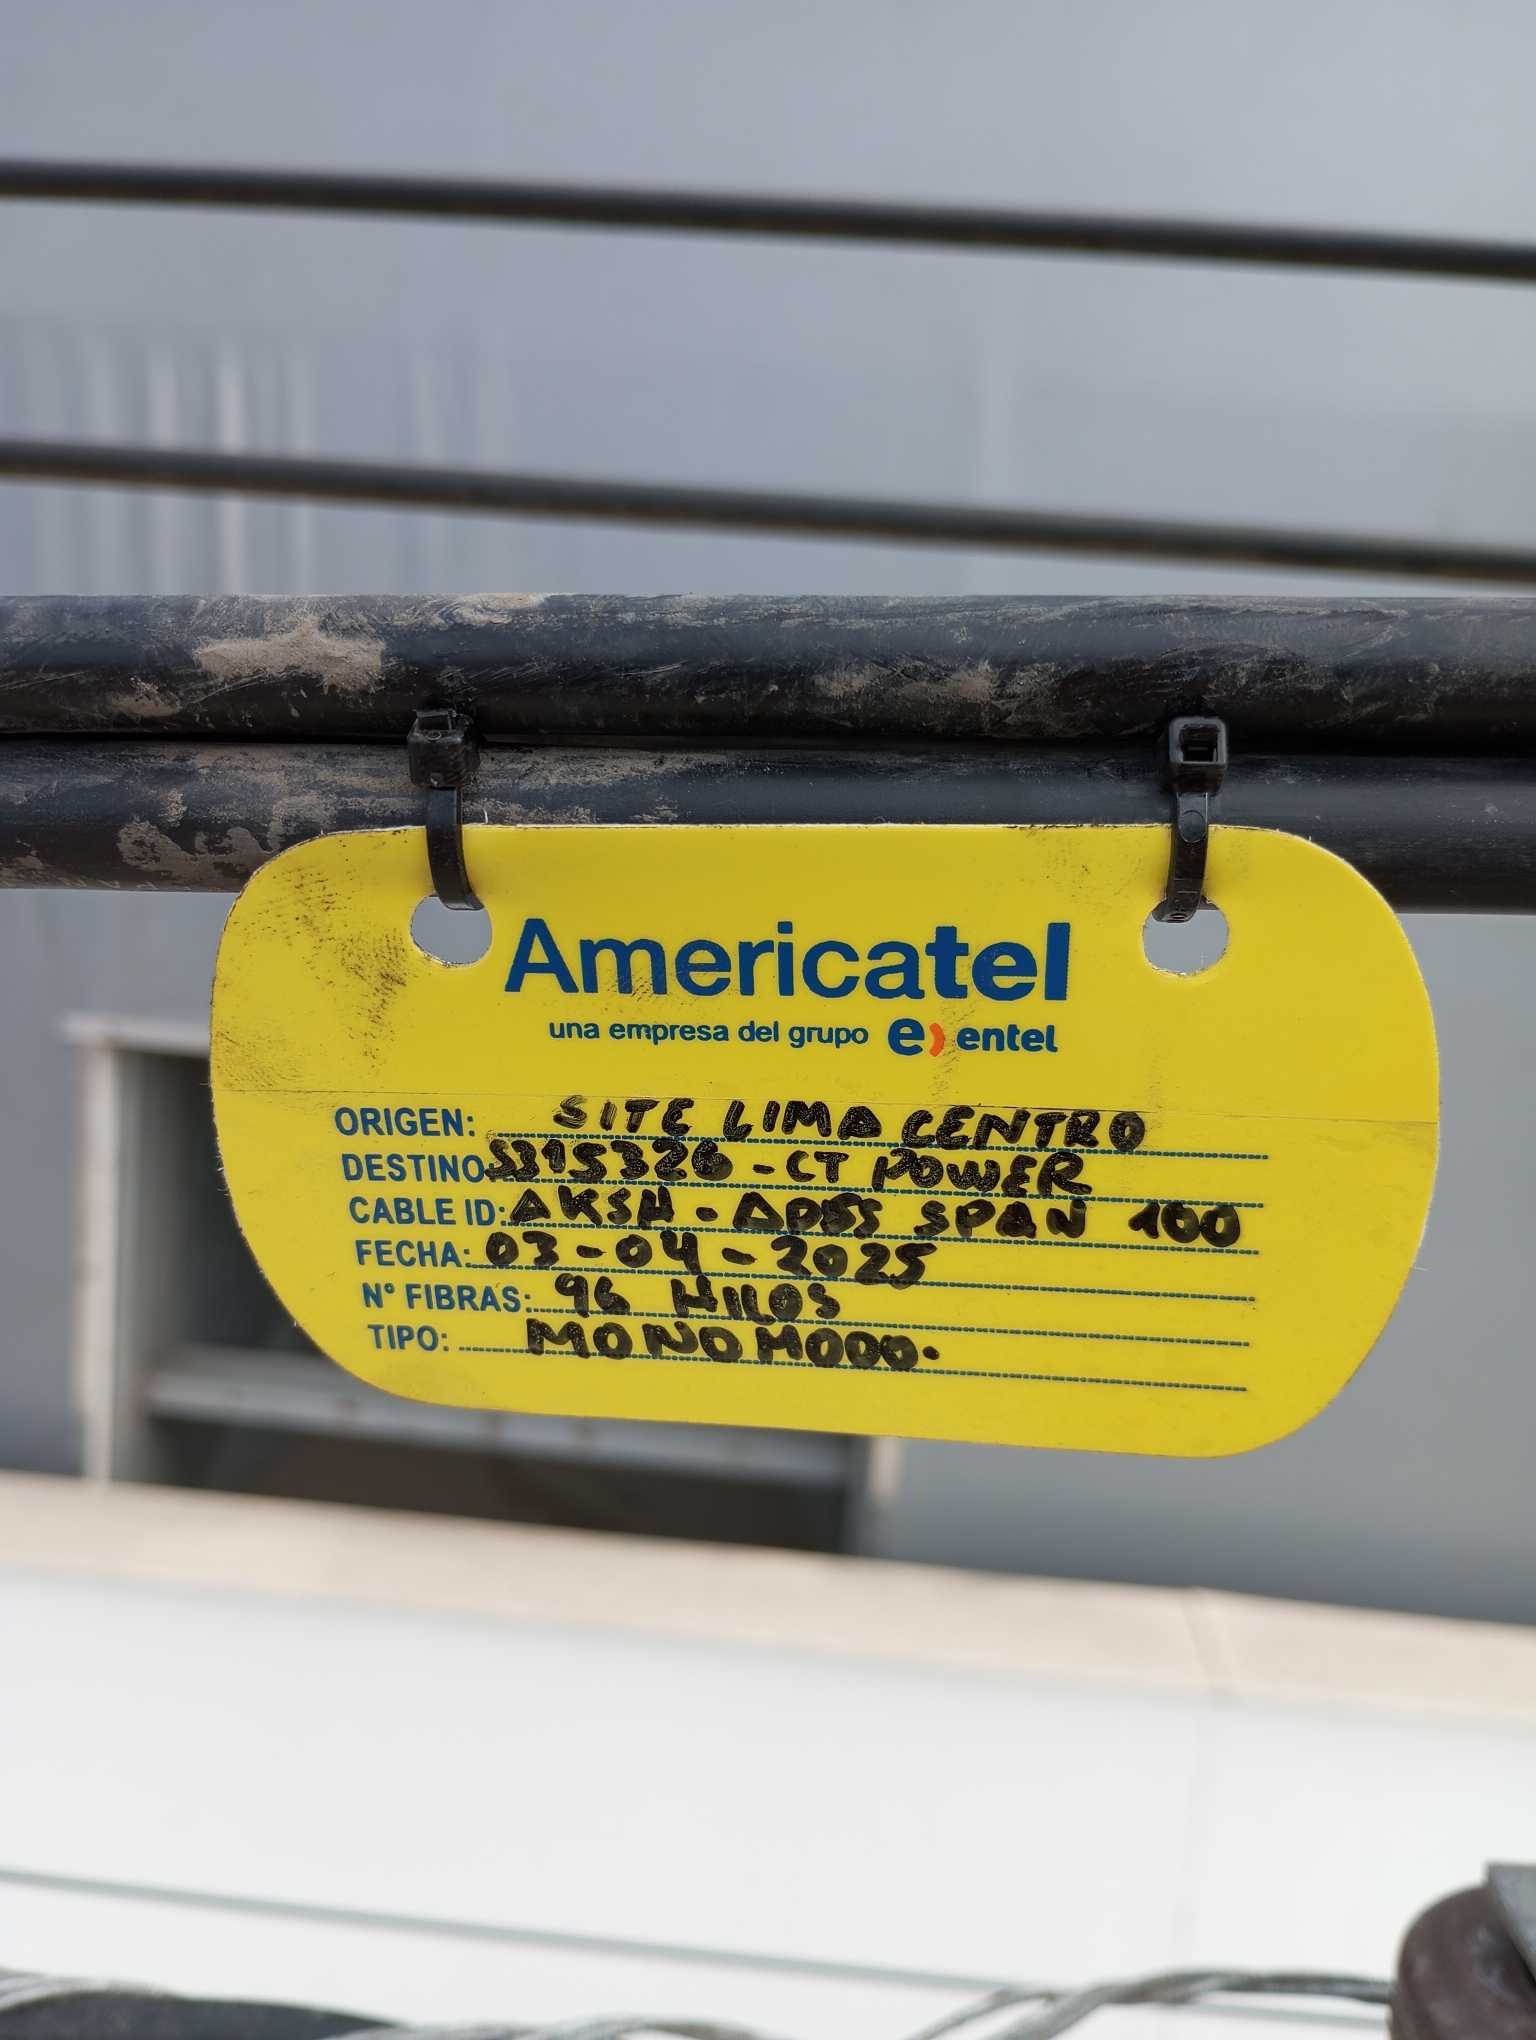 Americatel
una empresa del grupo e) entel
ORIGEN: SITE LIMA CENTRO
DESTINO: 5315326 - CT POWER
CABLE ID: AKSH - ADSS SPAN 100
FECHA: 03-04-2025
N° FIBRAS: 96 HILOS
TIPO: MONOMODO.